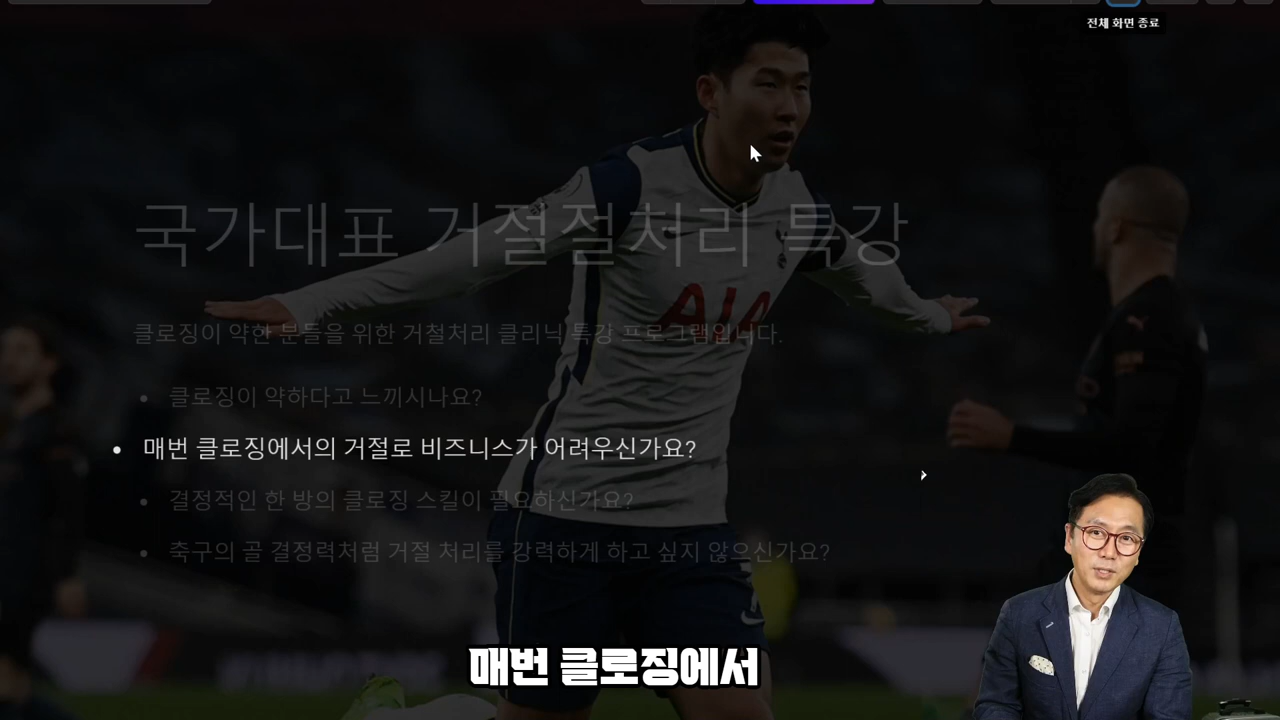 전체 화면 종료
국가대표 거절절처리 특강
AIA
클로징이 약한 분들을 위한 거철처리 클리닉 특강 프로그램입니다.
• 클로징이 약하다고 느끼시나요?
• 매번 클로징에서의 거절로 비즈니스가 어려우신가요?
• 결정적인 한 방의 클로징 스킬이 필요하신가요?
• 축구의 골 결정력처럼 거절 처리를 강력하게 하고 싶지 않으신가요?
매번 클로징에서